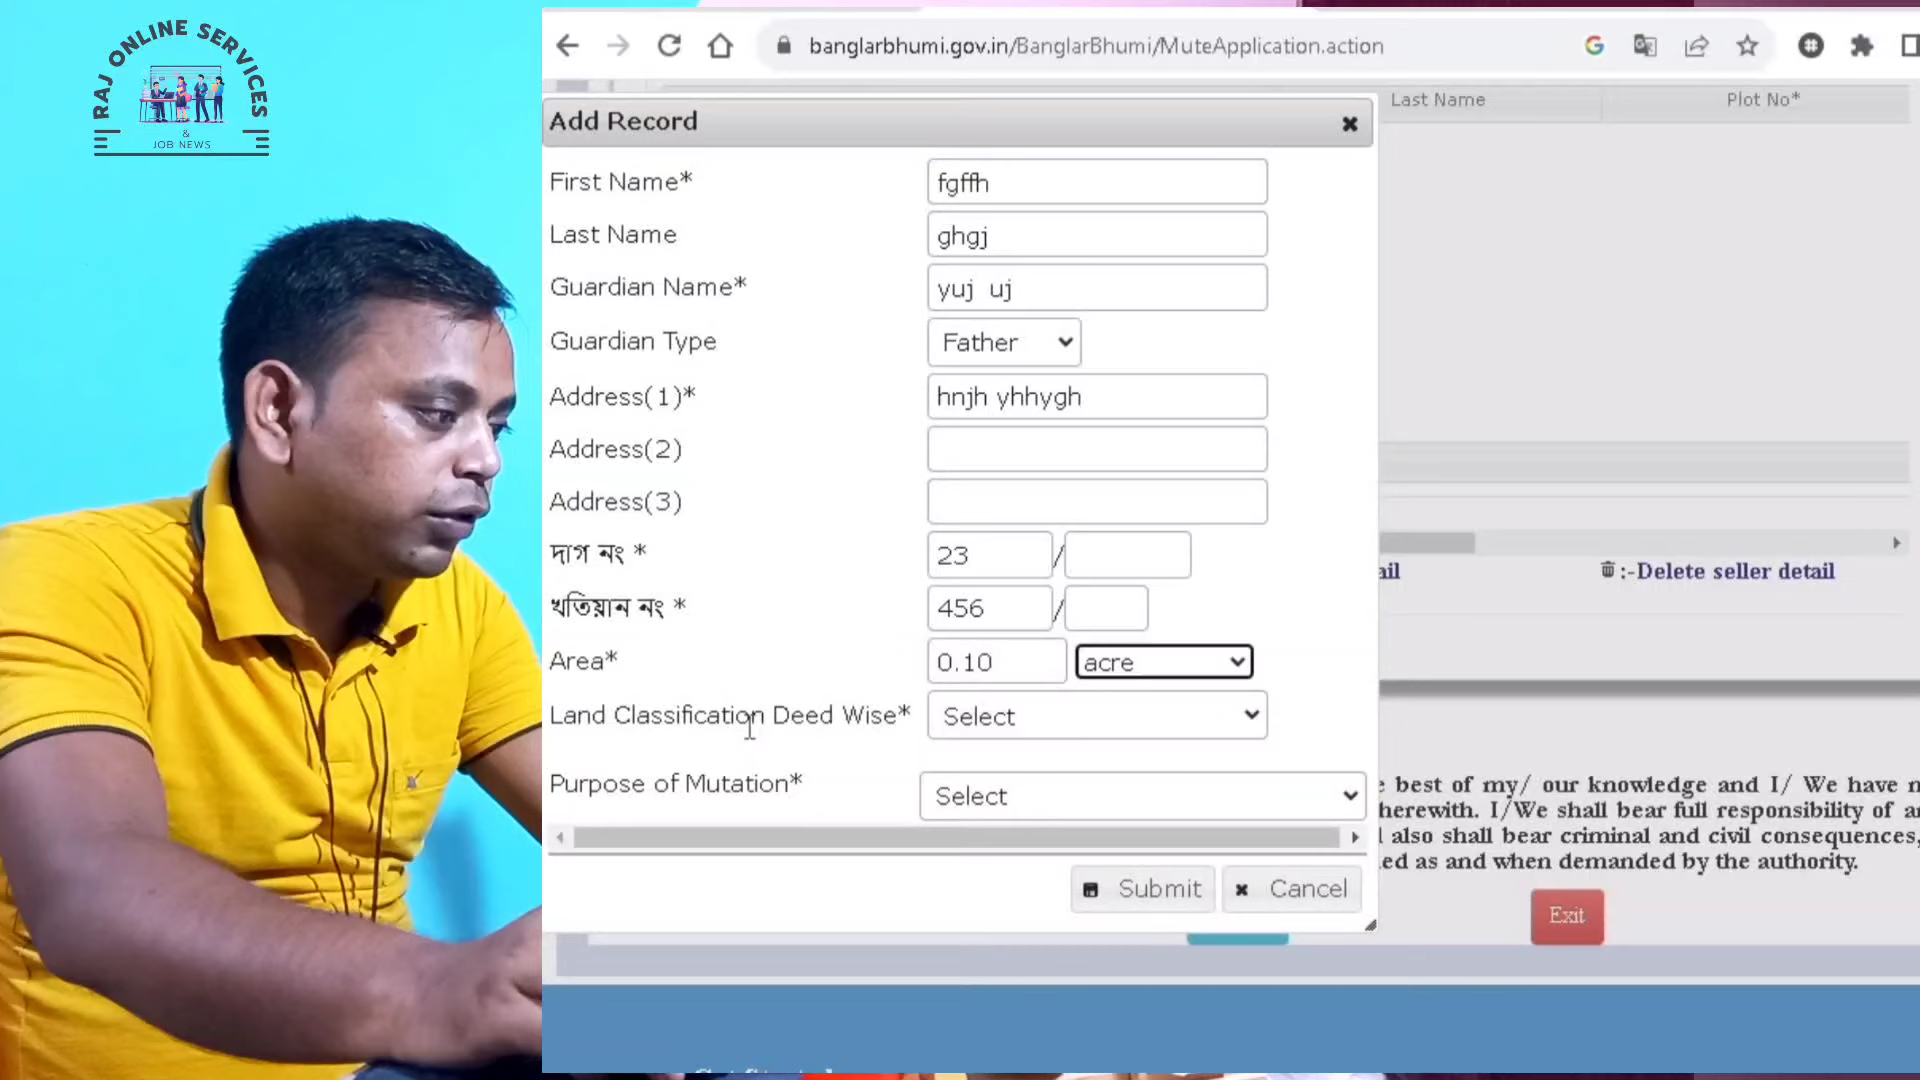 RAJ ONLINE SERVICES
&
JOB NEWS
banglarbhumi.gov.in/BanglarBhumi/MuteApplication.action
Last Name
Plot No*
Add Record
First Name*
fgffh
Last Name
ghgj
Guardian Name*
yuj uj
Guardian Type
Father
Address(1)*
hnjh yhhygh
Address(2)
Address(3)
দাগ নং *
23 /
খতিয়ান নং *
456 /
Area*
0.10
acre
Land Classification Deed Wise*
Select
Purpose of Mutation*
Select
Submit
Cancel
:-Delete seller detail
best of my/ our knowledge and I/ We have
herewith. I/We shall bear full responsibility of
also shall bear criminal and civil consequences,
as and when demanded by the authority.
Exit